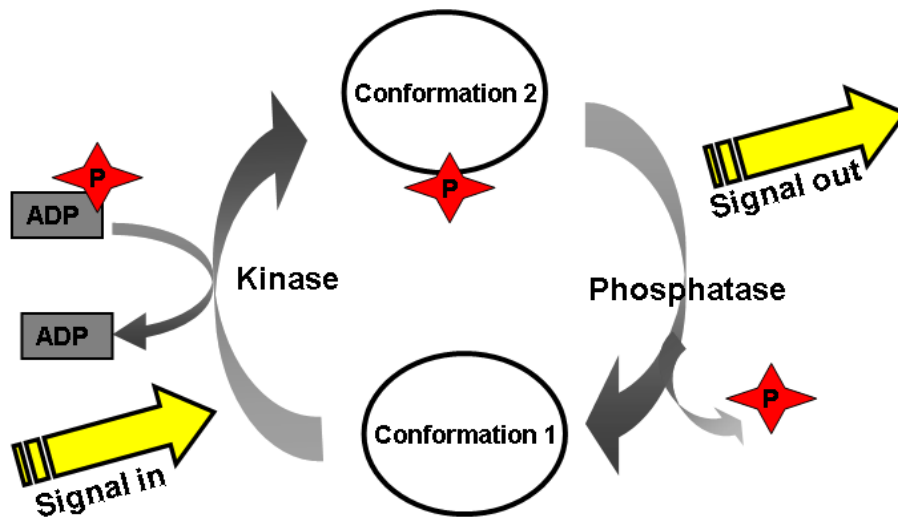 Conformation 2
P
P
ADP
Signal out
Kinase
Phosphatase
ADP
P
Conformation 1
Signal in